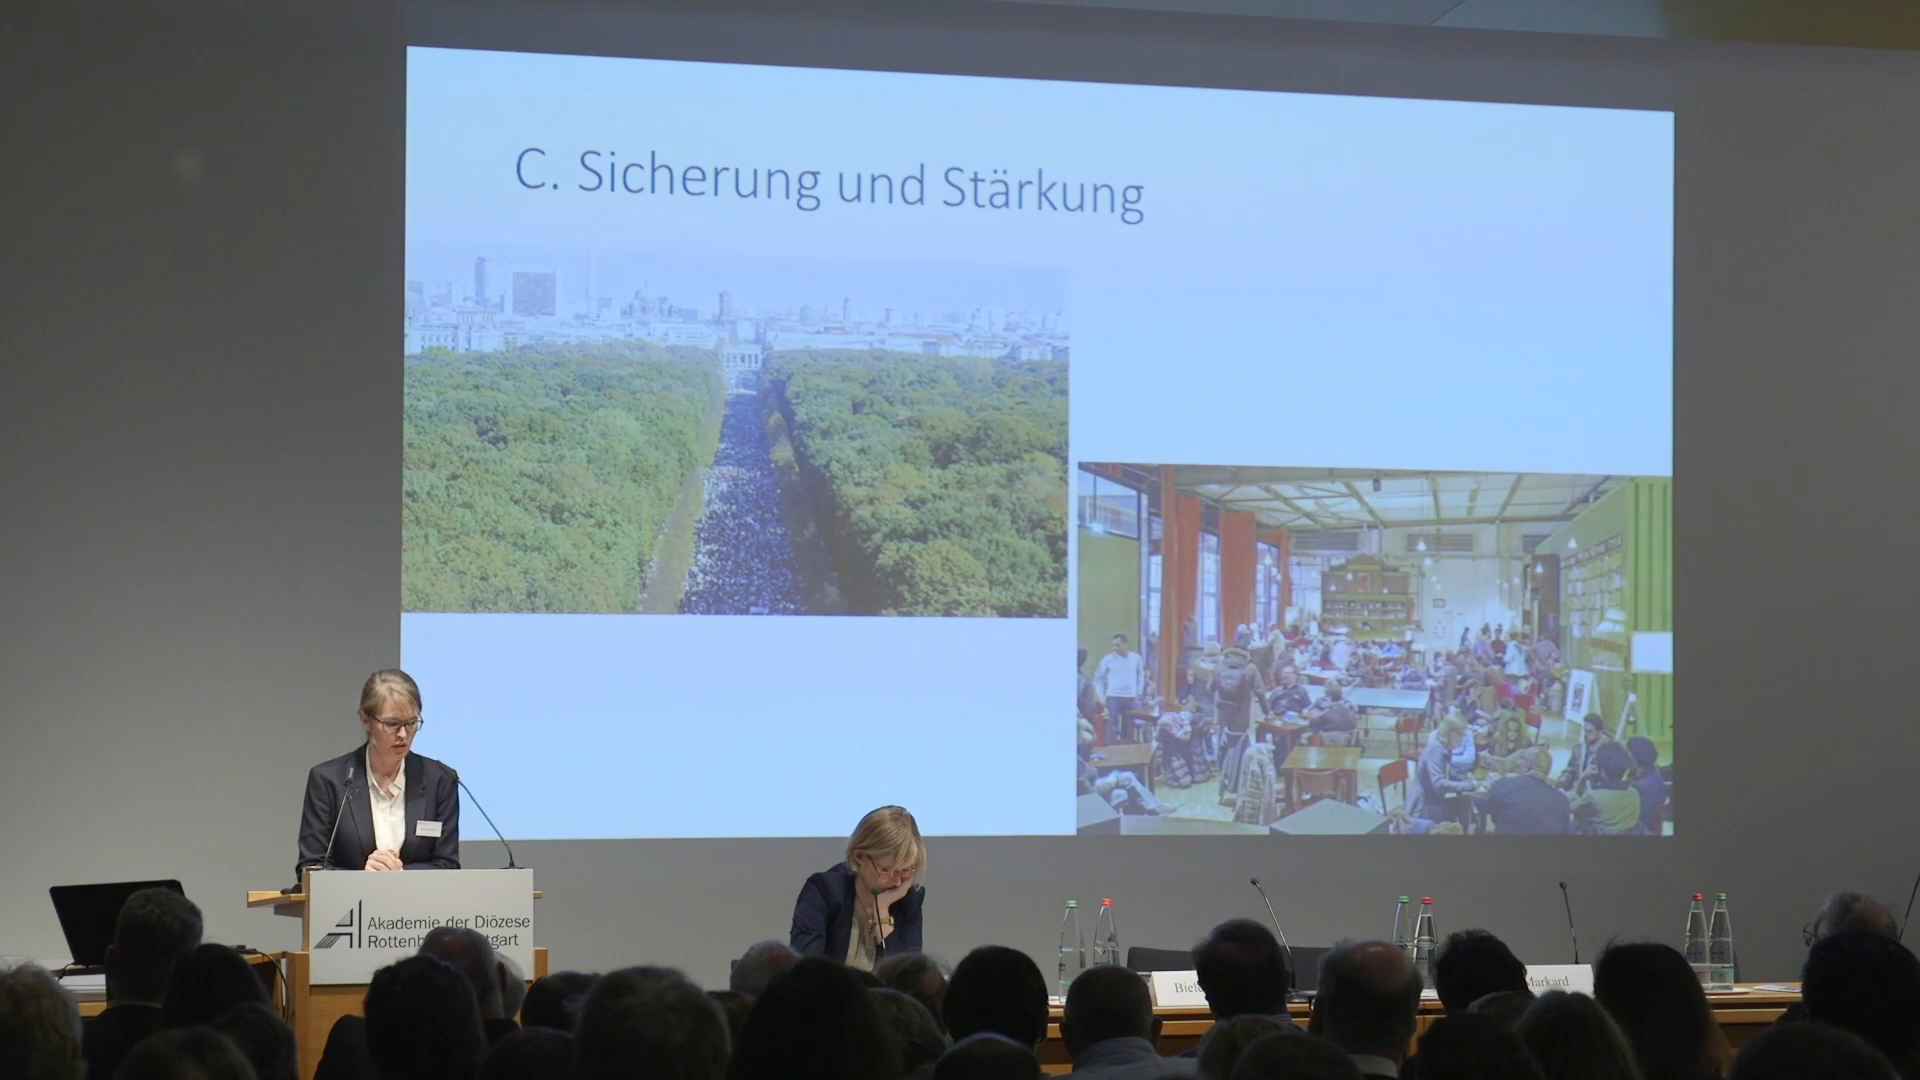 C. Sicherung und Stärkung
Akademie der Diözese
Markard